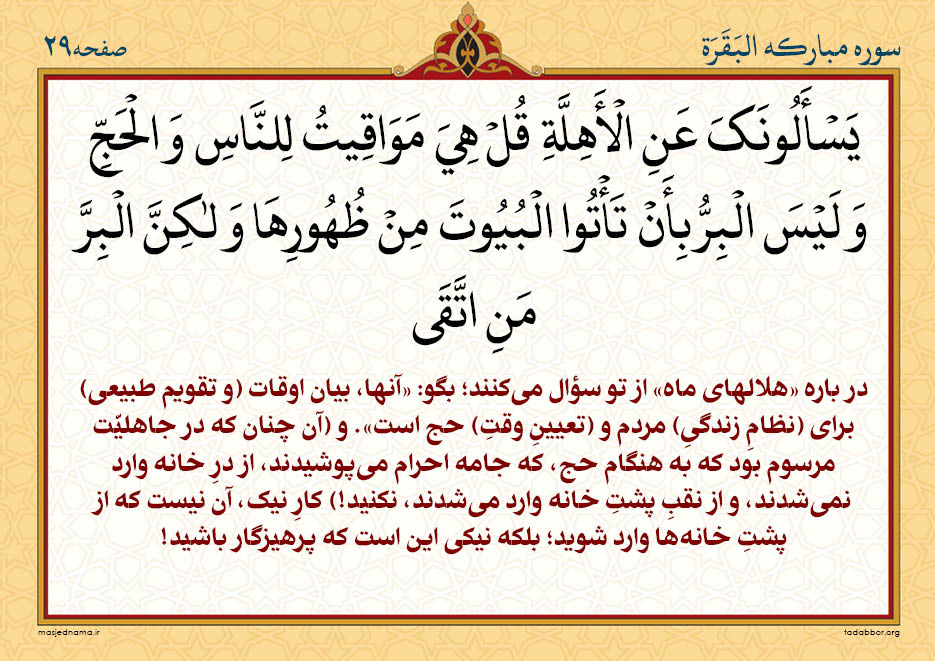 سوره مبارکه البَقَرَة
صفحه۲۹
يَسْأَلُونَکَ عَنِ الْأَهِلَّةِ قُلْ هِيَ مَوَاقِيتُ لِلنَّاسِ وَ الْحَجِّ
وَ لَيْسَ الْبِرُّ بِأَنْ تَأْتُوا الْبُيُوتَ مِنْ ظُهُورِهَا وَ لٰکِنَّ الْبِرَّ
مَنِ اتَّقَى
در باره «هلالهای ماه» از تو سؤال می‌کنند؛ بگو: «آنها، بیان اوقات (و تقویم طبیعی)
برای (نظامِ زندگیِ) مردم و (تعیینِ وقتِ) حج است». و (آن چنان که در جاهلیّت
مرسوم بود که به هنگام حج، که جامه احرام می‌پوشیدند، از درِ خانه وارد
نمی‌شدند، و از نقبِ پشتِ خانه وارد می‌شدند، نکنید!) کارِ نیک، آن نیست که از
پشتِ خانه‌ها وارد شوید؛ بلکه نیکی این است که پرهیزگار باشید!
masjednama.ir
tadabbor.org